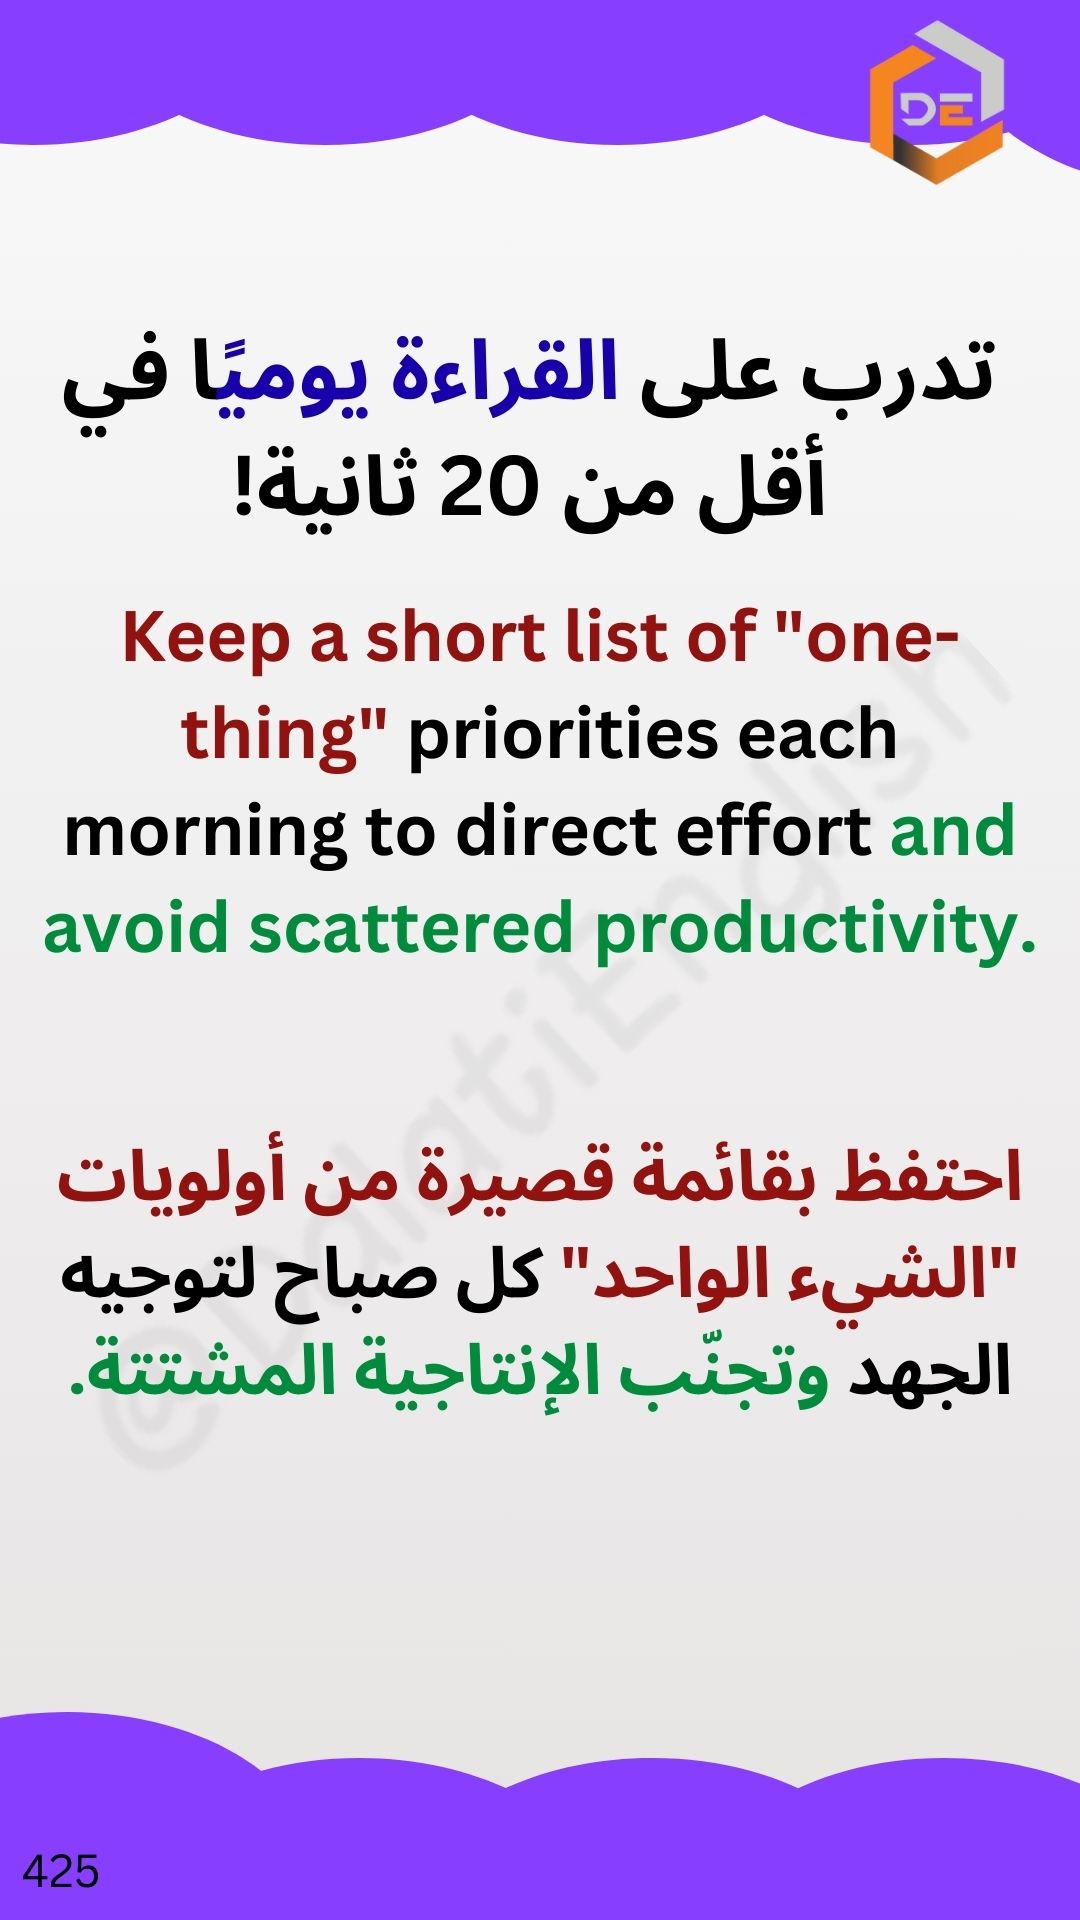 DE
تدرب على القراءة يوميًا في
أقل من 20 ثانية!
Keep a short list of "one-
thing" priorities each
morning to direct effort and
avoid scattered productivity.
@DalatiEnglish
احتفظ بقائمة قصيرة من أولويات
"الشيء الواحد" كل صباح لتوجيه
الجهد وتجنّب الإنتاجية المشتتة.
425